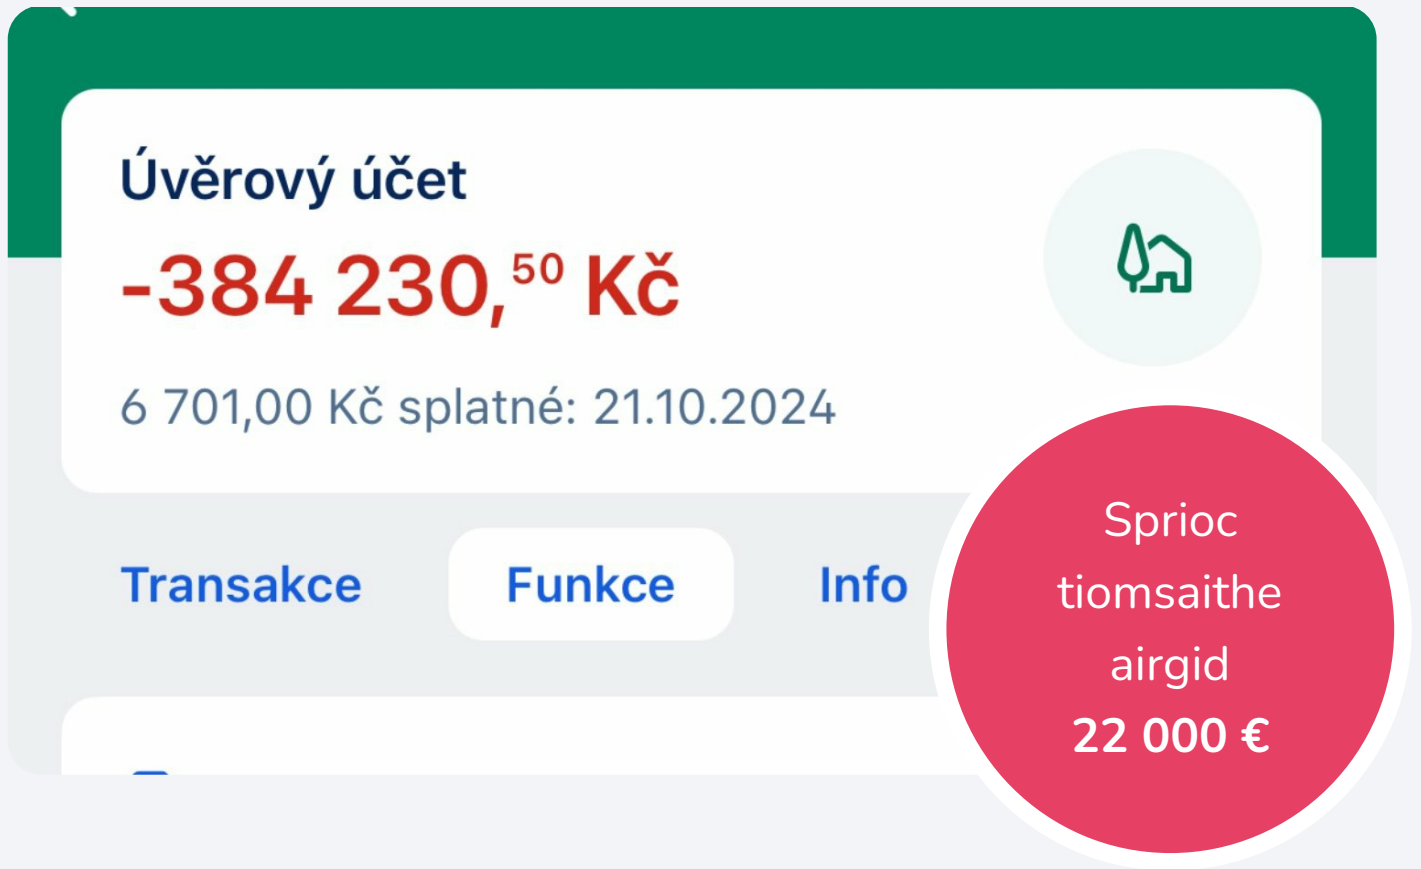 Úvěrový účet
-384 230,50 Kč
6 701,00 Kč splatné: 21.10.2024
Transakce Funkce Info
Sprioc
tiomsaithe
airgid
22 000 €